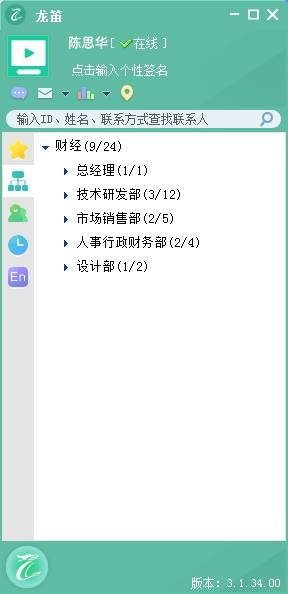 龙笛
陈思华[ 在线 ]
点击输入个性签名
输入ID、姓名、联系方式查找联系人
财经(9/24)
总经理(1/1)
技术研发部(3/12)
市场销售部(2/5)
人事行政财务部(2/4)
设计部(1/2)
En
版本：3.1.34.00